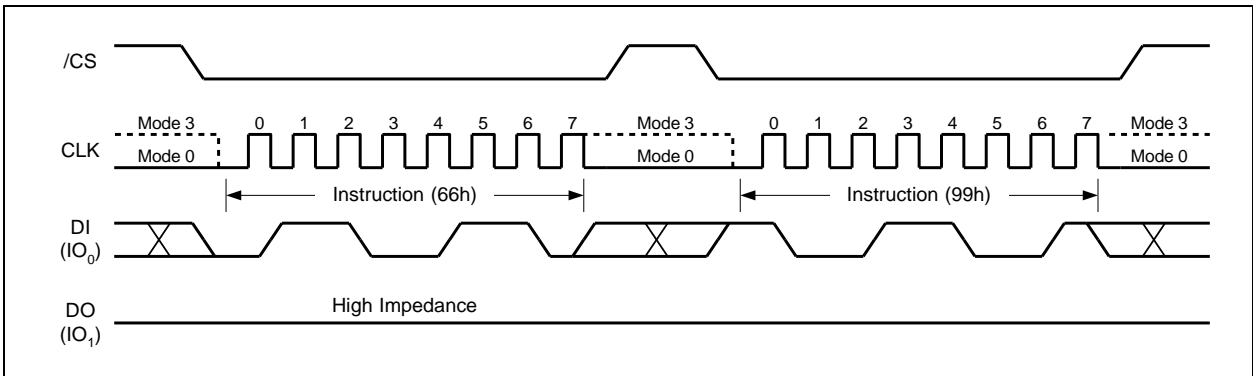 /CS
Mode 3 0 1 2 3 4 5 6 7 Mode 3 0 1 2 3 4 5 6 7 Mode 3
CLK
Mode 0 Mode 0 Mode 0
Instruction (66h) Instruction (99h)
DI
(IO0)
DO High Impedance
(IO1)